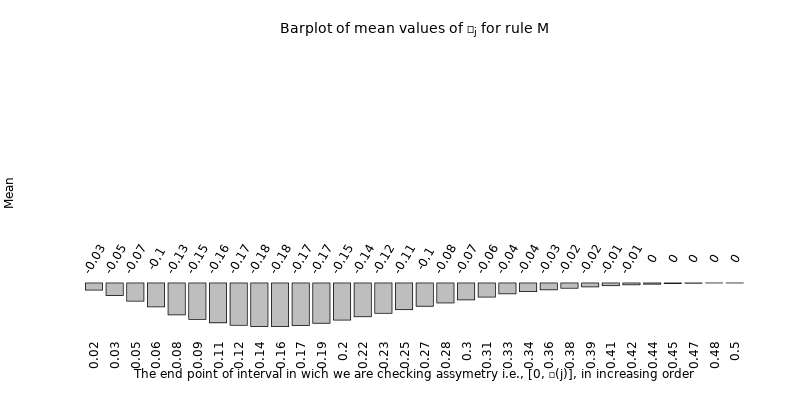 Barplot of mean values of □j for rule M
Mean
-0.03 -0.05 -0.07 -0.1 -0.13 -0.15 -0.16 -0.17 -0.18 -0.18 -0.17 -0.17 -0.15 -0.14 -0.12 -0.11 -0.1 -0.08 -0.07 -0.06 -0.04 -0.04 -0.03 -0.02 -0.02 -0.01 -0.01 0 0 0 0 0
0.02 0.03 0.05 0.06 0.08 0.09 0.11 0.12 0.14 0.16 0.17 0.19 0.2 0.22 0.23 0.25 0.27 0.28 0.3 0.31 0.33 0.34 0.36 0.38 0.39 0.41 0.42 0.44 0.45 0.47 0.48 0.5
The end point of interval in wich we are checking assymetry i.e., [0, □(j)], in increasing order